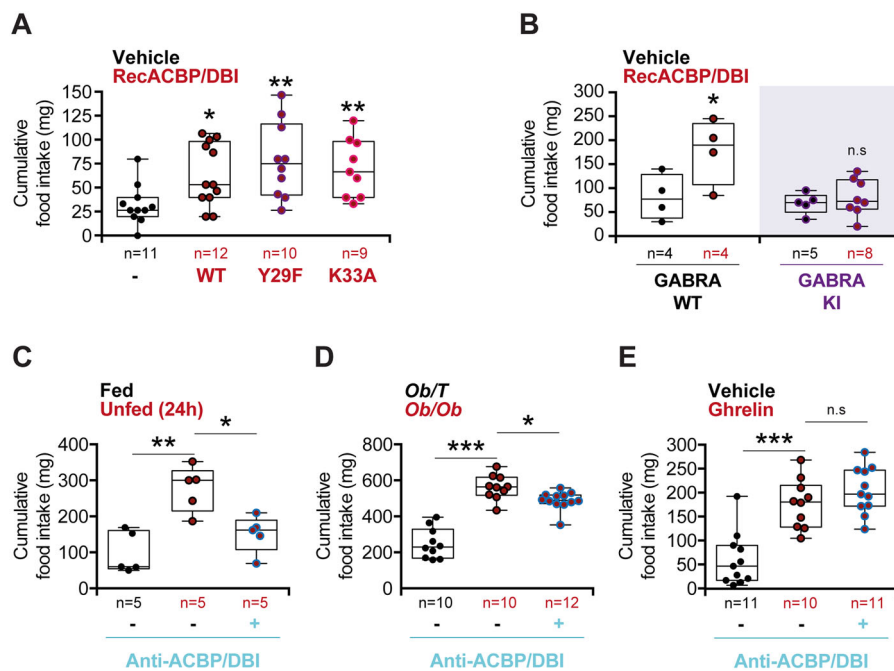 A
Vehicle
RecACBP/DBI
Cumulative
food intake (mg)
150
125
100
75
50
25
0
*
**
**
n=11
n=12
n=10
n=9
-
WT
Y29F
K33A
B
Vehicle
RecACBP/DBI
Cumulative
food intake (mg)
300
250
200
150
100
50
0
*
n.s
n=4
n=4
n=5
n=8
GABRA
WT
GABRA
KI
C
Fed
Unfed (24h)
Cumulative
food intake (mg)
400
300
200
100
0
**
*
n=5
n=5
n=5
-
-
+
Anti-ACBP/DBI
D
Ob/T
Ob/Ob
Cumulative
food intake (mg)
800
600
400
200
0
***
*
n=10
n=10
n=12
-
-
+
Anti-ACBP/DBI
E
Vehicle
Ghrelin
Cumulative
food intake (mg)
300
250
200
150
100
50
0
***
n.s
n=11
n=10
n=11
-
-
+
Anti-ACBP/DBI